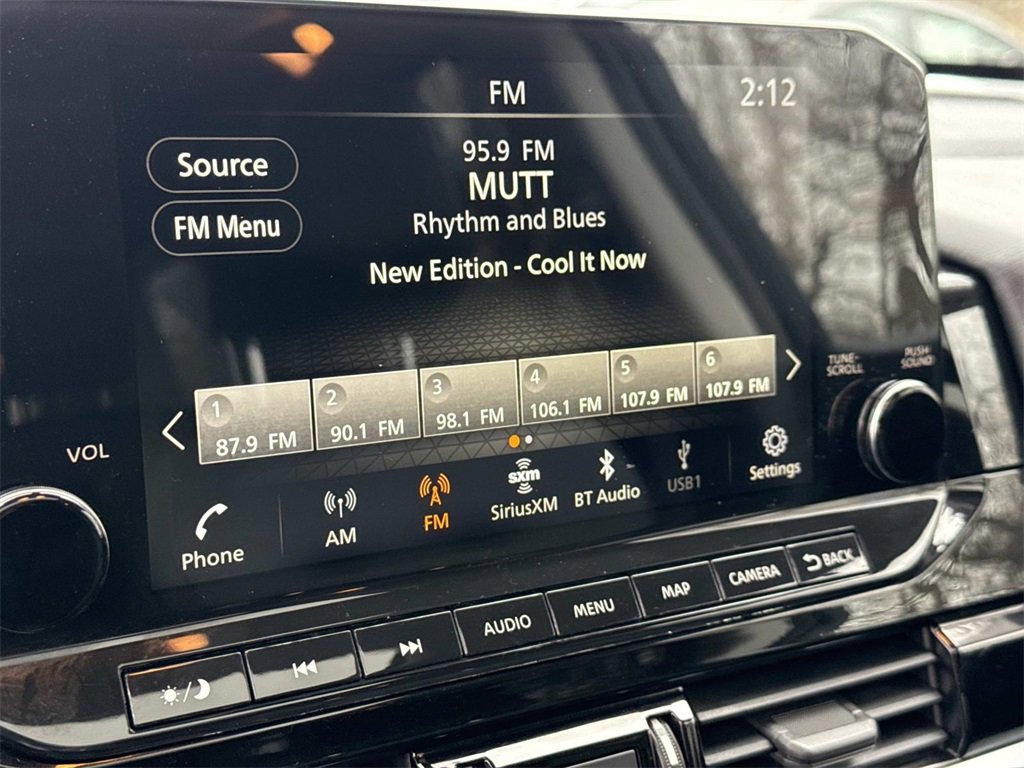 FM
2:12
Source
FM Menu
95.9 FM
MUTT
Rhythm and Blues
New Edition - Cool It Now
1
87.9 FM
2
90.1 FM
3
98.1 FM
4
106.1 FM
5
107.9 FM
6
107.9 FM
TUNE-
SCROLL
PUSH
SOUND
VOL
Phone
AM
FM
sxm
SiriusXM
BT Audio
USB1
Settings
AUDIO
MENU
MAP
CAMERA
BACK